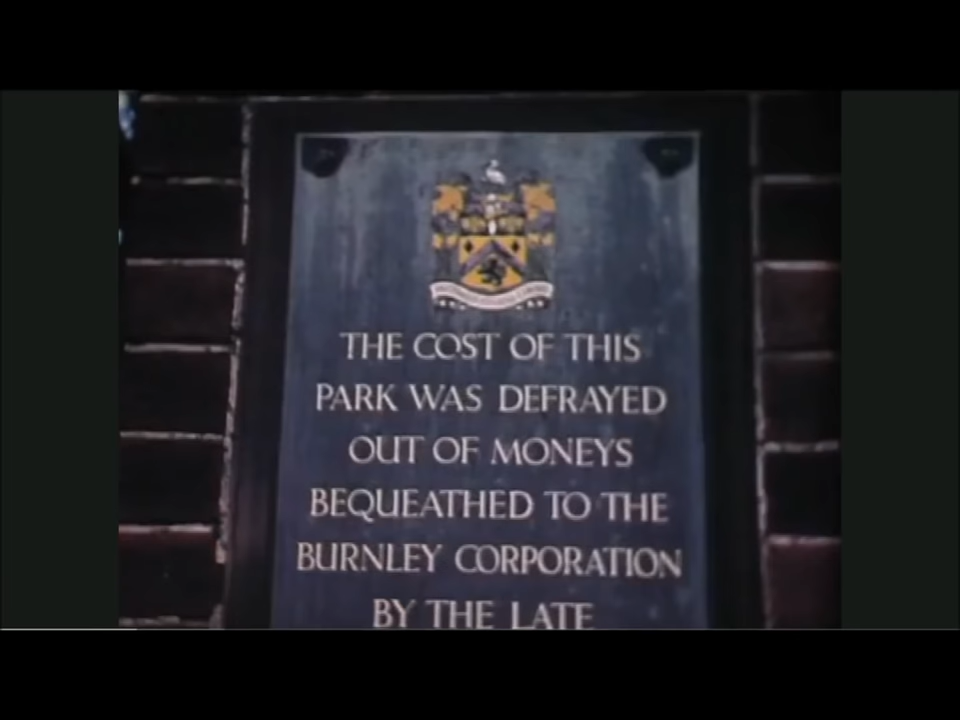 THE COST OF THIS
PARK WAS DEFRAYED
OUT OF MONEYS
BEQUEATHED TO THE
BURNLEY CORPORATION
BY THE LATE